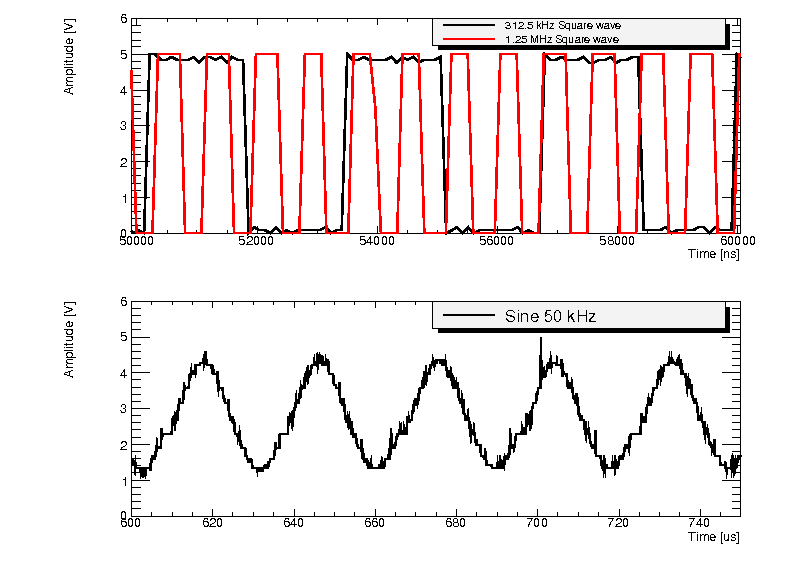 Amplitude [V]
312.5 kHz Square wave
1.25 MHz Square wave
6
5
4
3
2
1
0
50000 52000 54000 56000 58000 60000
Time [ns]
Amplitude [V]
Sine 50 kHz
6
5
4
3
2
1
0
600 620 640 660 680 700 720 740
Time [us]